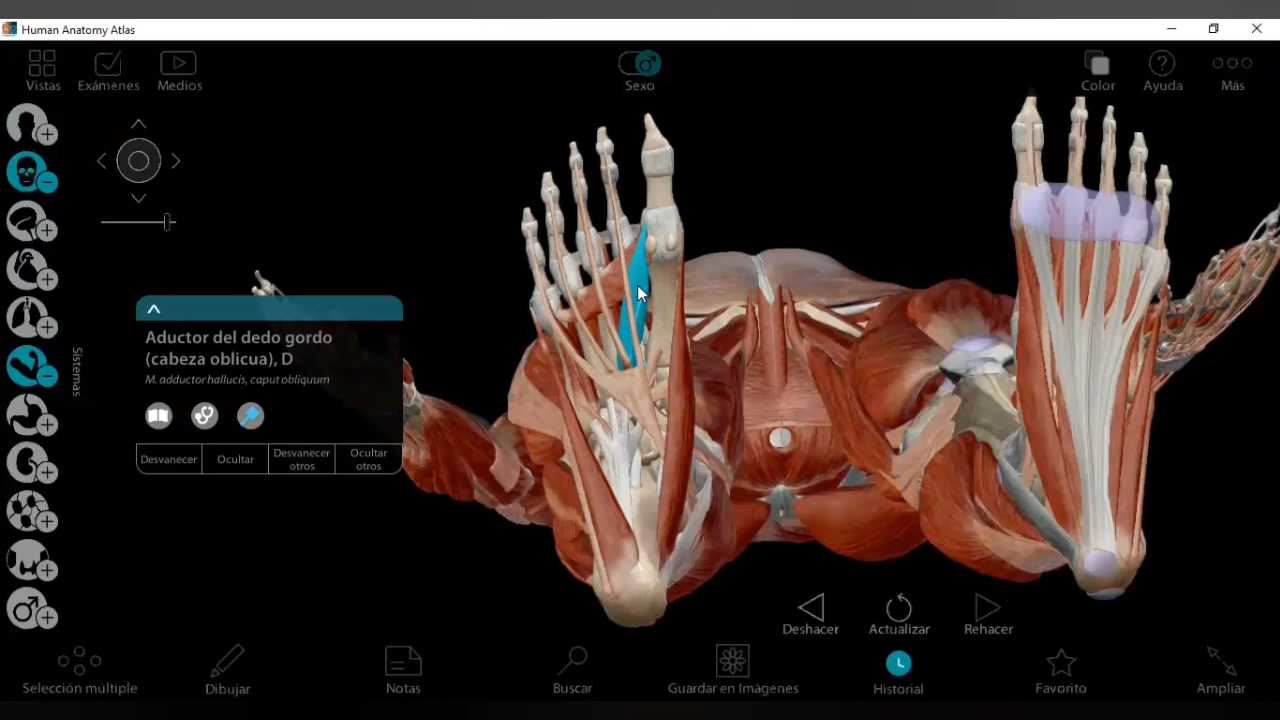 Human Anatomy Atlas
Vistas
Exámenes
Medios
Sexo
Color
Ayuda
Más
Sistemas
Aductor del dedo gordo
(cabeza oblicua), D
M. adductor hallucis, caput obliquum
Desvanecer
Ocultar
Desvanecer
otros
Ocultar
otros
Deshacer
Actualizar
Rehacer
Selección múltiple
Dibujar
Notas
Buscar
Guardar en Imágenes
Historial
Favorito
Ampliar